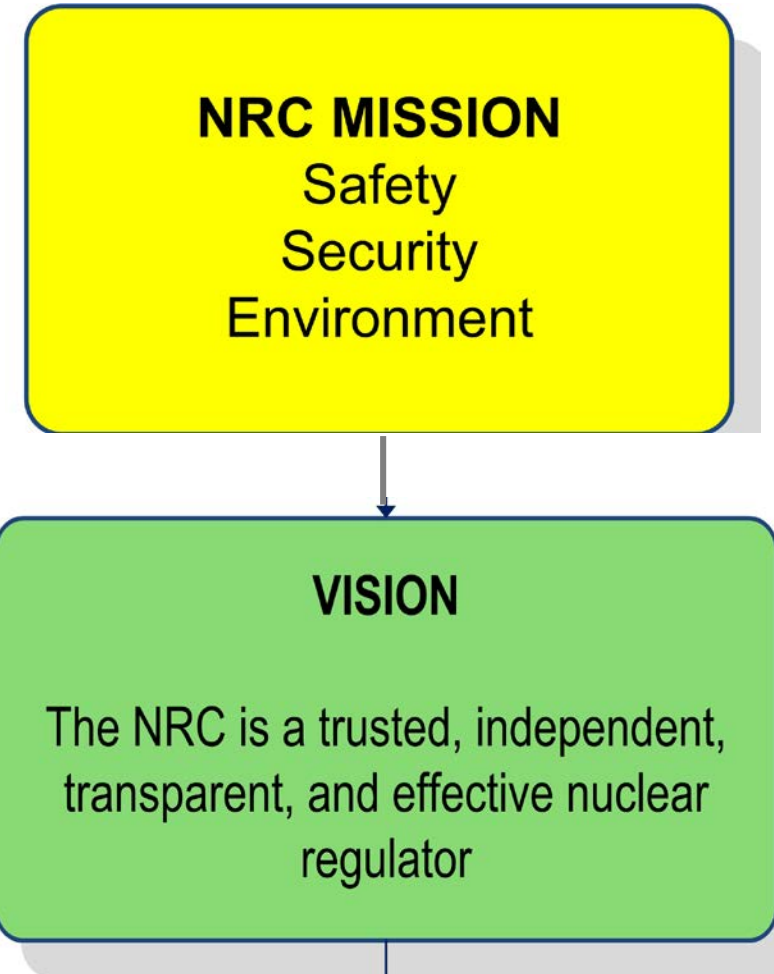 NRC MISSION
Safety
Security
Environment
VISION
The NRC is a trusted, independent,
transparent, and effective nuclear
regulator